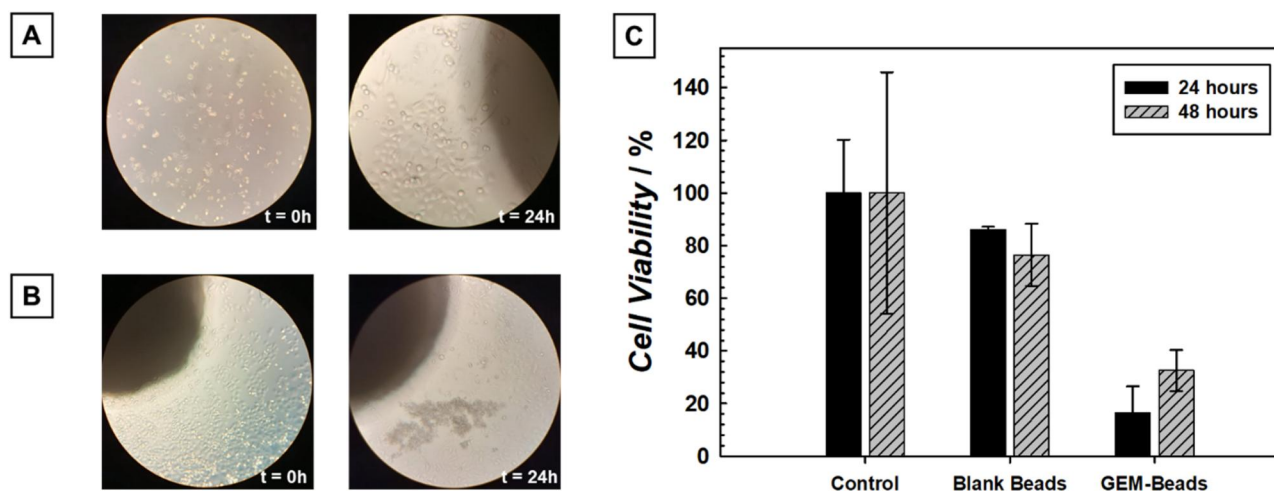 A
t = 0h
t = 24h
B
t = 0h
t = 24h
C
Cell Viability / %
140
120
100
80
60
40
20
0
24 hours
48 hours
Control
Blank Beads
GEM-Beads